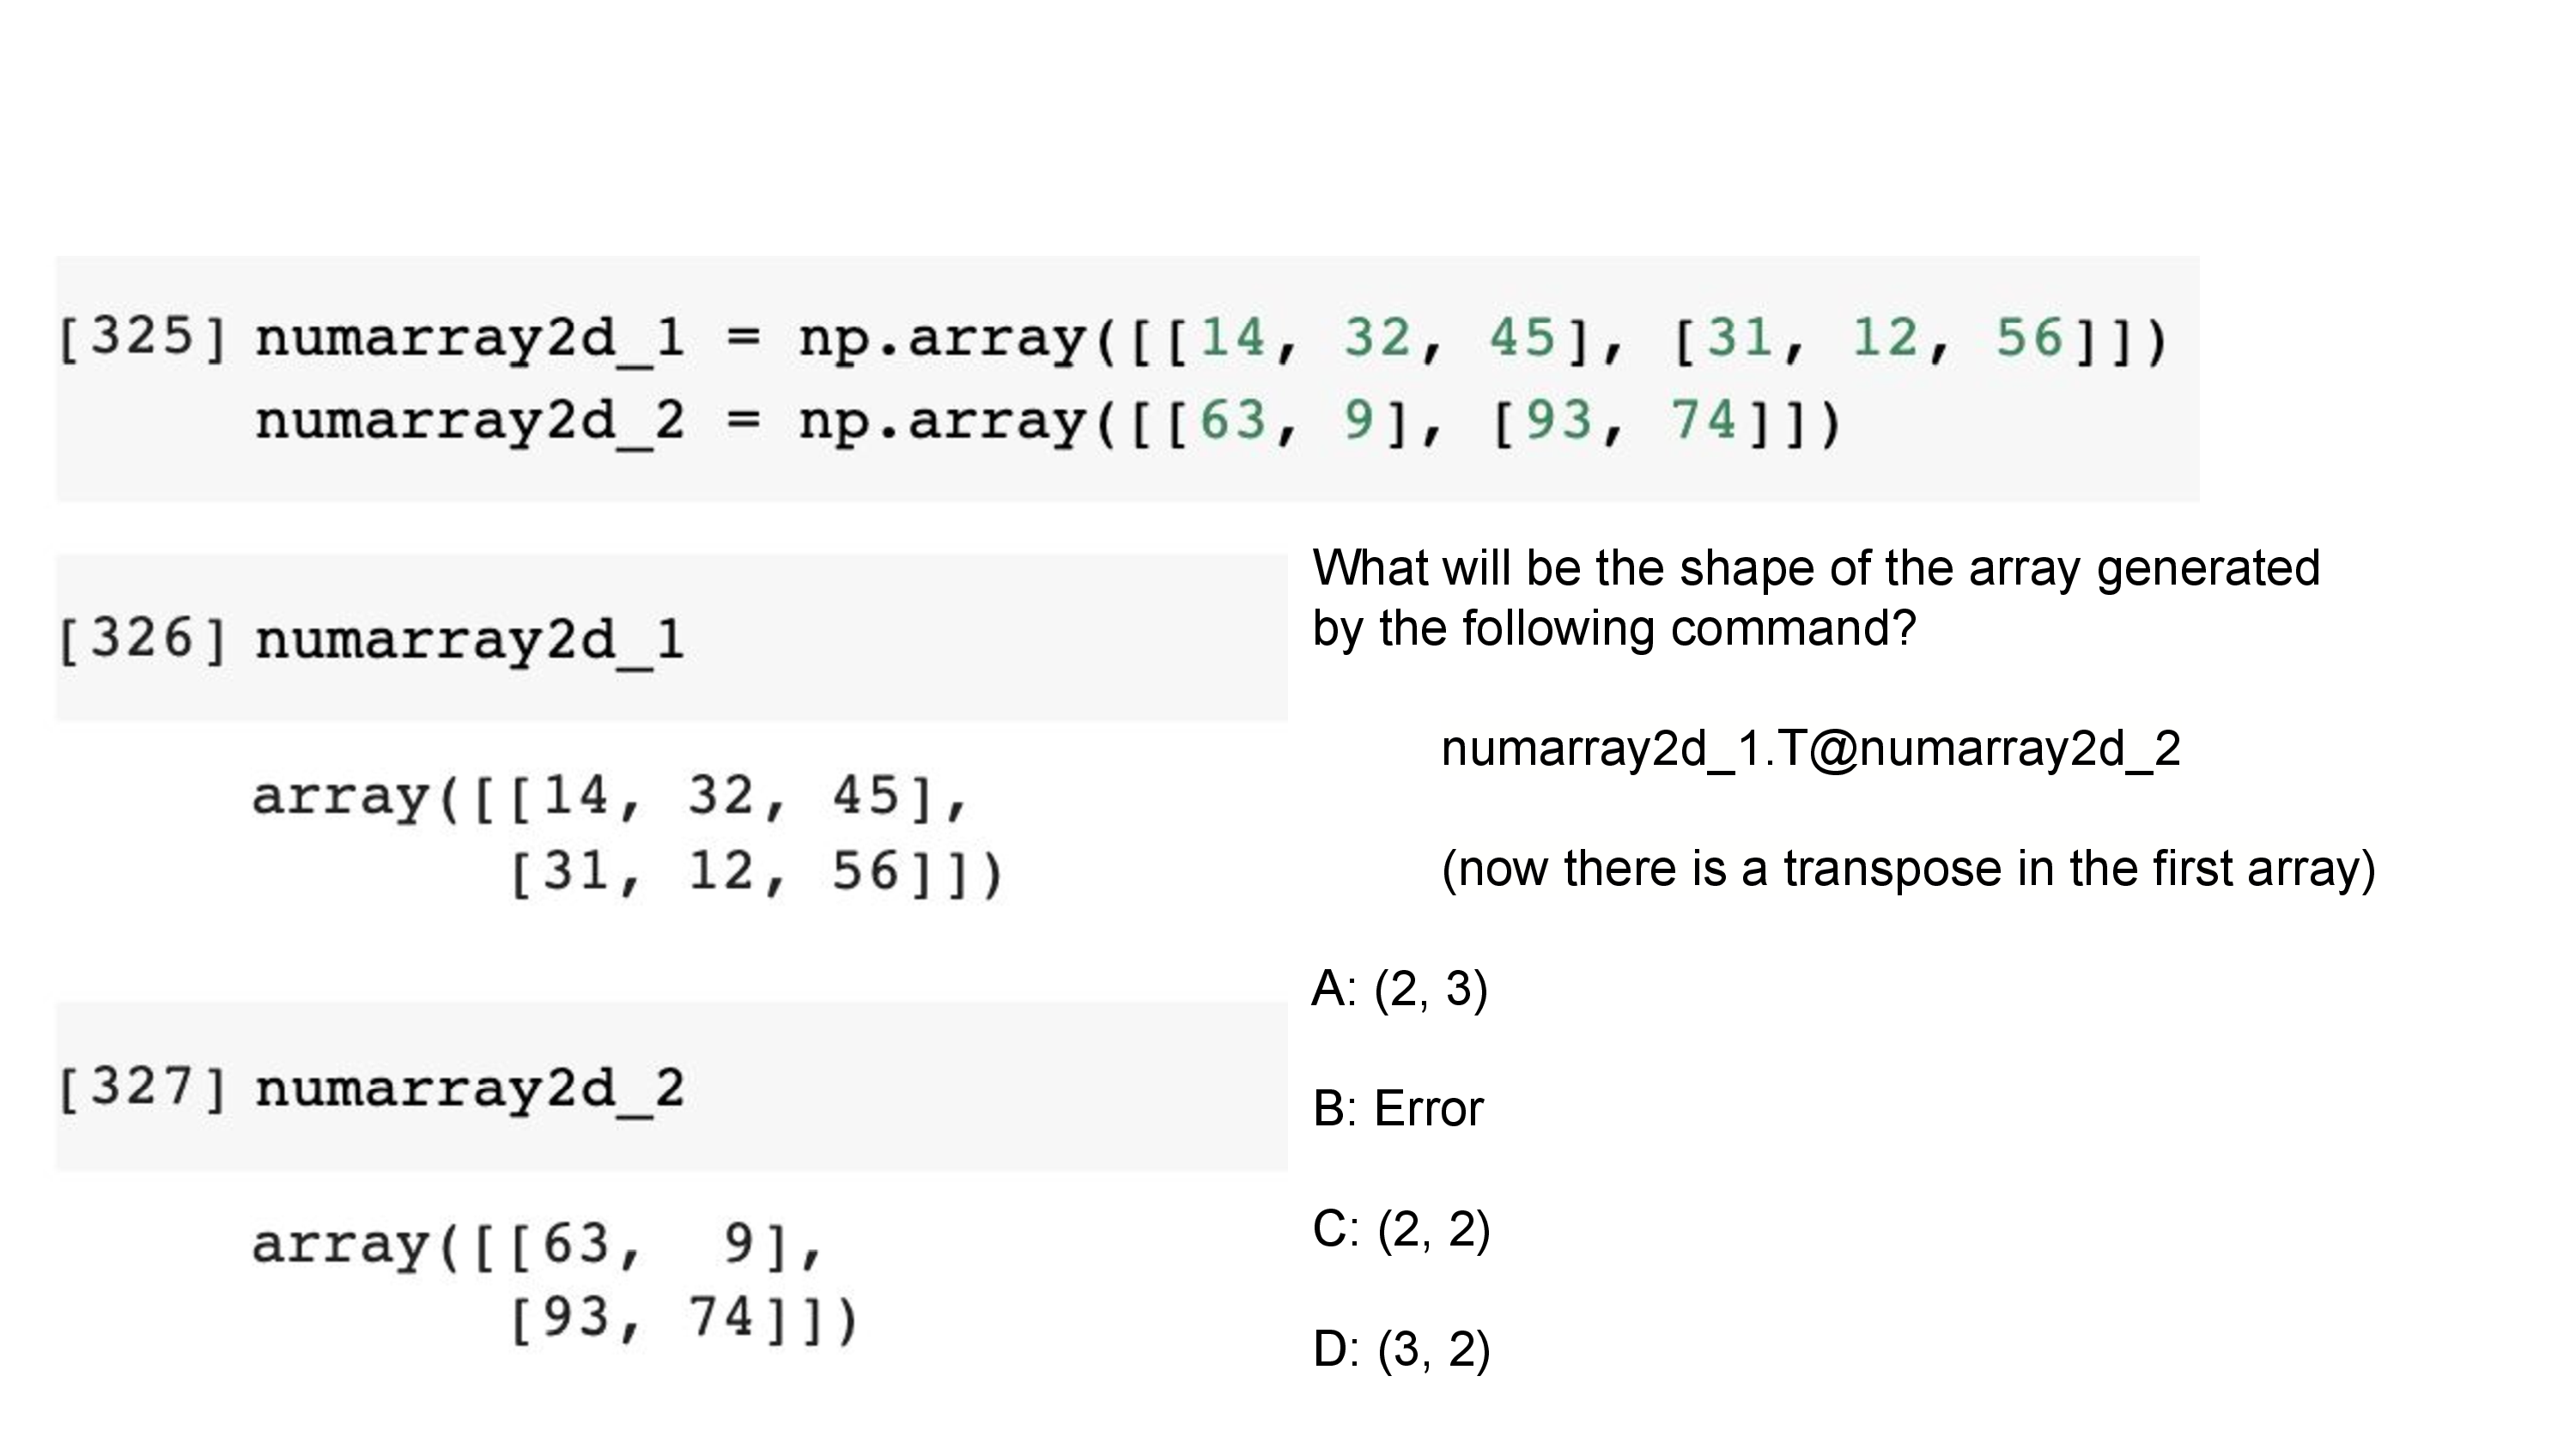 [325] numarray2d_1 = np.array([[14, 32, 45], [31, 12, 56]])
numarray2d_2 = np.array([[63, 9], [93, 74]])
[326] numarray2d_1
array([[14, 32, 45],
[31, 12, 56]])
[327] numarray2d_2
array([[63,  9],
[93, 74]])
What will be the shape of the array generated
by the following command?
numarray2d_1.T@numarray2d_2
(now there is a transpose in the first array)
A: (2, 3)
B: Error
C: (2, 2)
D: (3, 2)